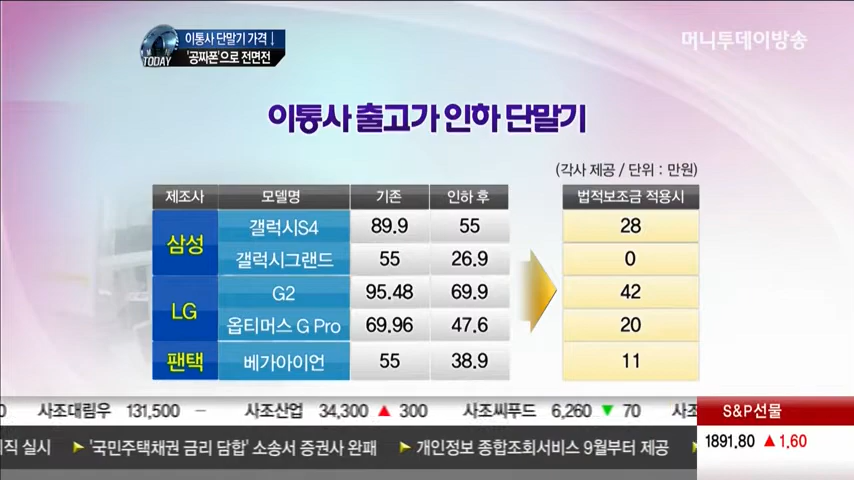 이통사 단말기 가격↓
'공짜폰'으로 전면전
TODAY
머니투데이방송
이통사 출고가 인하 단말기
(각사 제공 / 단위 : 만원)
제조사 모델명 기존 인하 후 법적보조금 적용시
삼성 갤럭시S4 89.9 55 28
갤럭시그랜드 55 26.9 0
LG G2 95.48 69.9 42
옵티머스 G Pro 69.96 47.6 20
팬택 베가아이언 55 38.9 11
0 사조대림우 131,500 – 사조산업 34,300 ▲ 300 사조씨푸드 6,260 ▼ 70 사조
S&P선물
1891.80 ▲1.60
직 실시 ▶ '국민주택채권 금리 담합' 소송서 증권사 완패 ▶ 개인정보 종합조회서비스 9월부터 제공